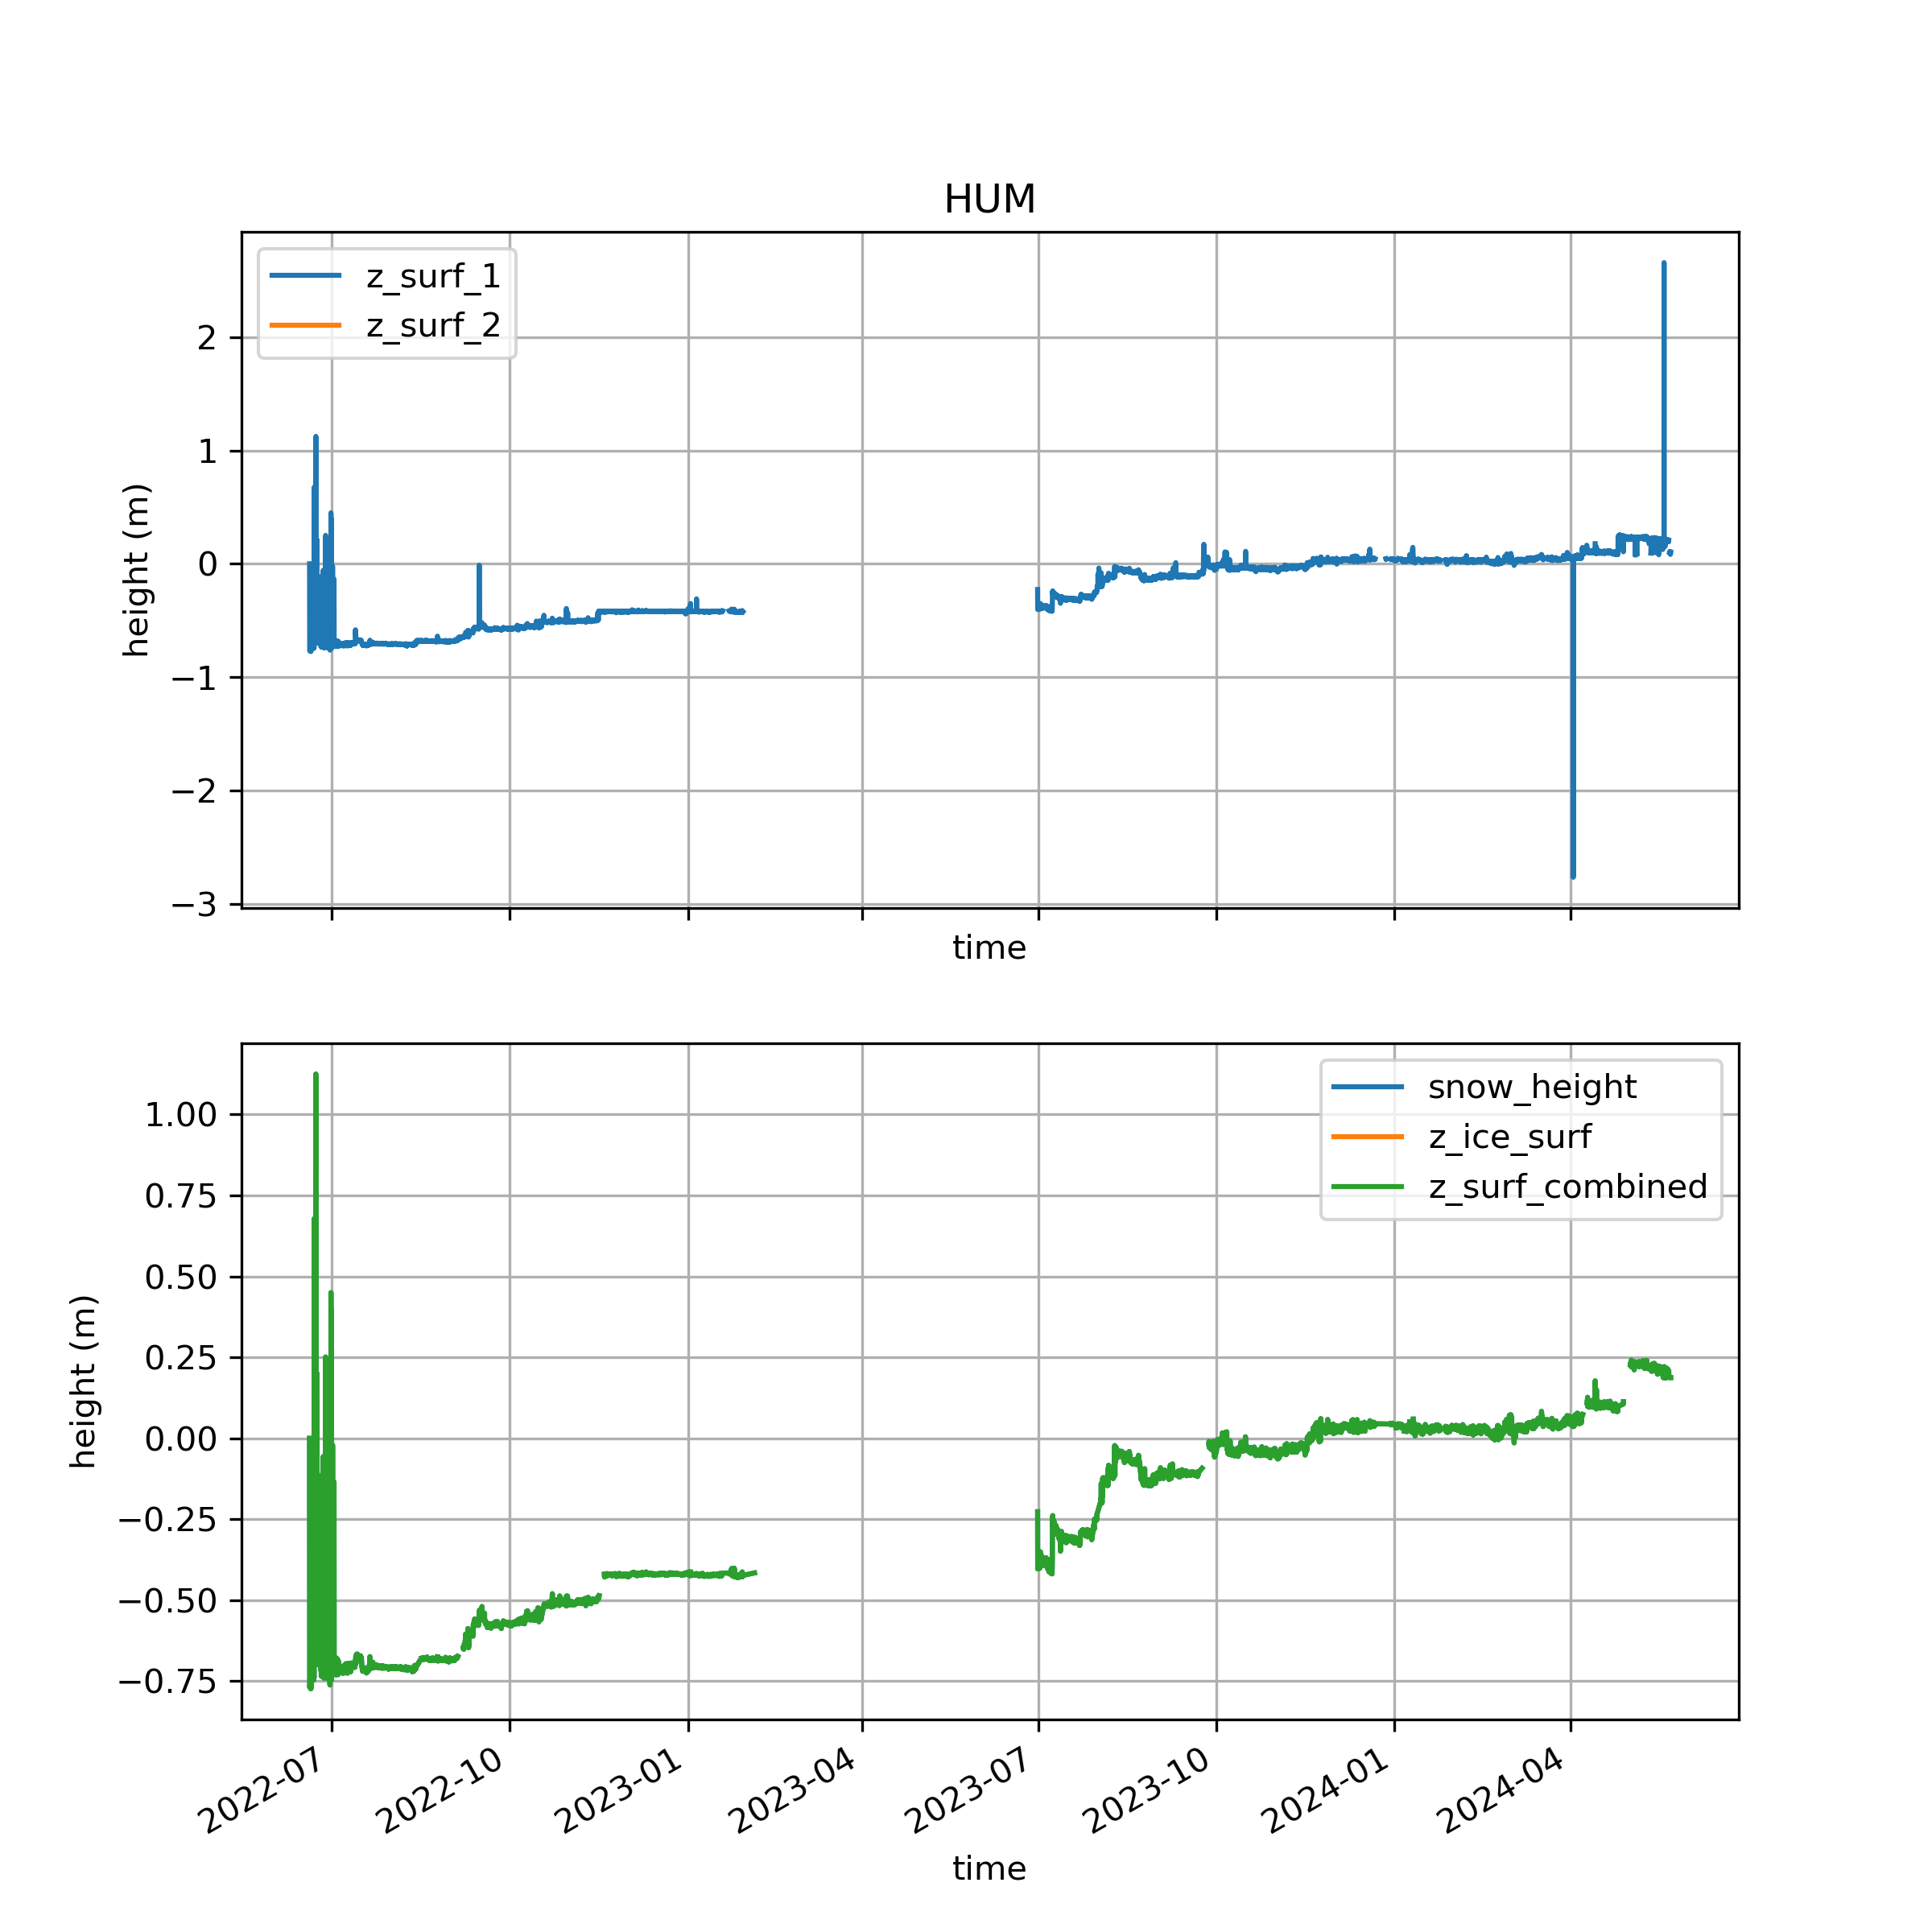 HUM
z_surf_1
z_surf_2
2
1
0
−1
−2
−3
height (m)
time
snow_height
z_ice_surf
z_surf_combined
1.00
0.75
0.50
0.25
0.00
−0.25
−0.50
−0.75
height (m)
2022-07
2022-10
2023-01
2023-04
2023-07
2023-10
2024-01
2024-04
time